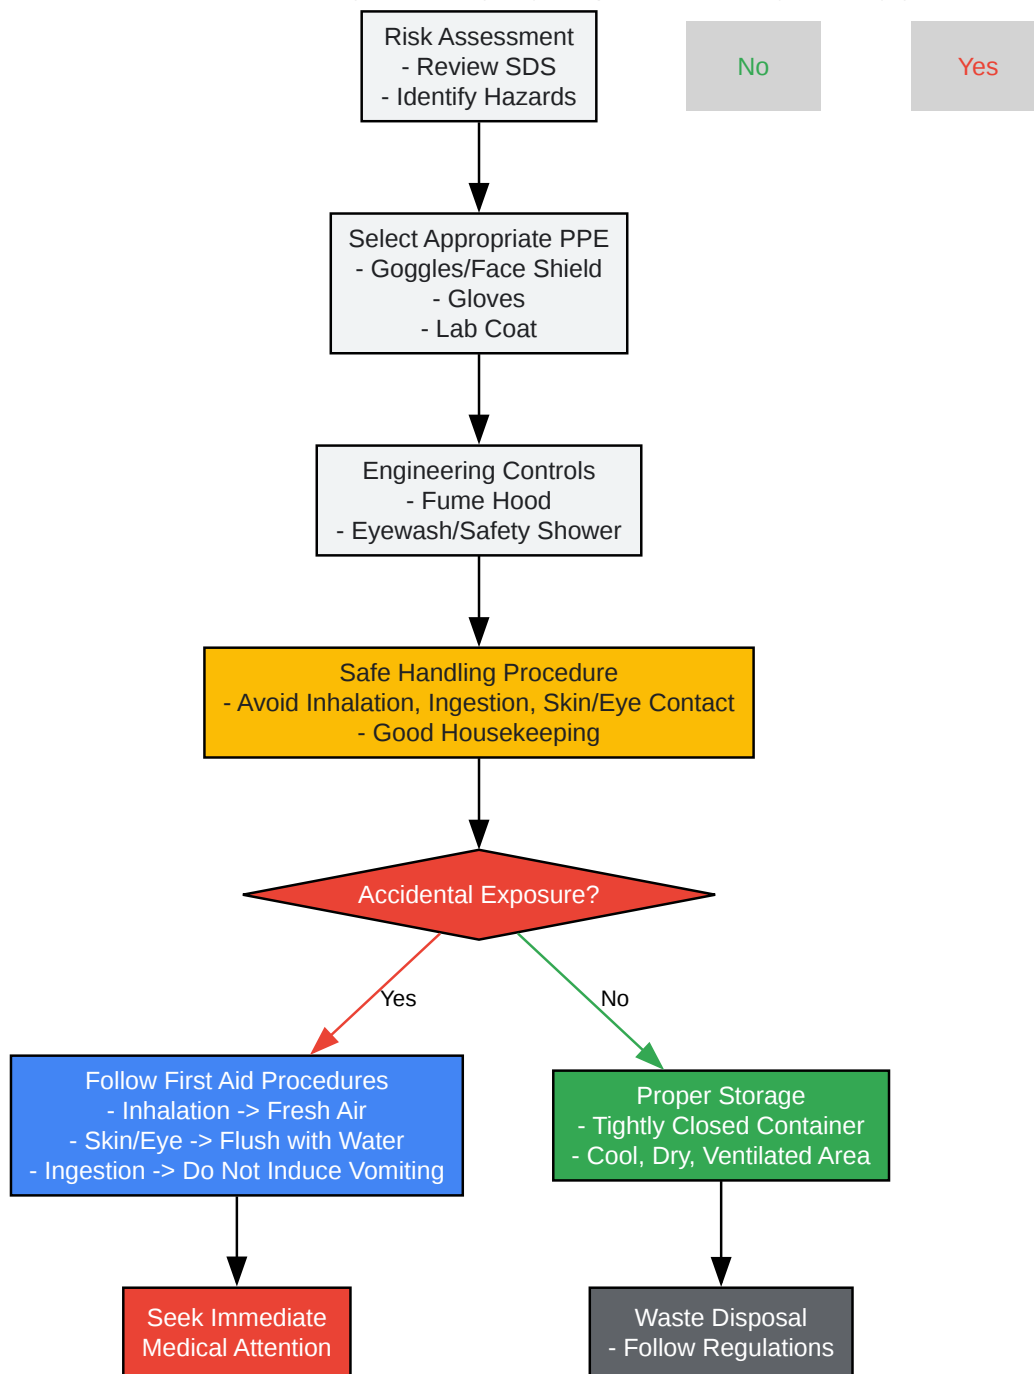 Risk Assessment
- Review SDS
- Identify Hazards
No
Yes
Select Appropriate PPE
- Goggles/Face Shield
- Gloves
- Lab Coat
Engineering Controls
- Fume Hood
- Eyewash/Safety Shower
Safe Handling Procedure
- Avoid Inhalation, Ingestion, Skin/Eye Contact
- Good Housekeeping
Accidental Exposure?
Yes
No
Follow First Aid Procedures
- Inhalation -> Fresh Air
- Skin/Eye -> Flush with Water
- Ingestion -> Do Not Induce Vomiting
Proper Storage
- Tightly Closed Container
- Cool, Dry, Ventilated Area
Seek Immediate
Medical Attention
Waste Disposal
- Follow Regulations